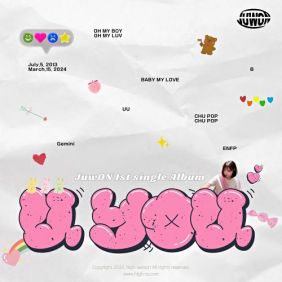 OH MY BOY
OH MY LUV
JUWON
July.5, 2013
March.15, 2024
BABY MY LOVE
B
UU
CHU POP
CHU POP
Gemini
ENFP
JuwON 1st single Album
U. YOU.